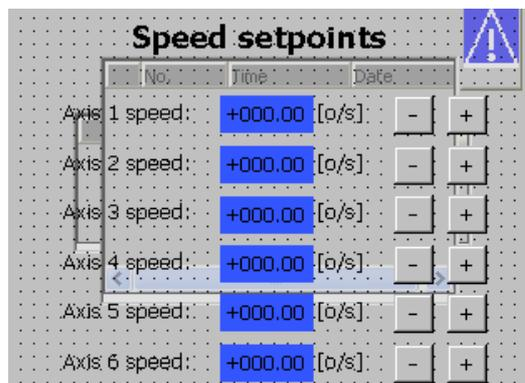 Speed setpoints
No. Time Date
Axis 1 speed: +000.00 [o/s] - +
Axis 2 speed: +000.00 [o/s] - +
Axis 3 speed: +000.00 [o/s] - +
Axis 4 speed: +000.00 [o/s] - +
Axis 5 speed: +000.00 [o/s] - +
Axis 6 speed: +000.00 [o/s] - +